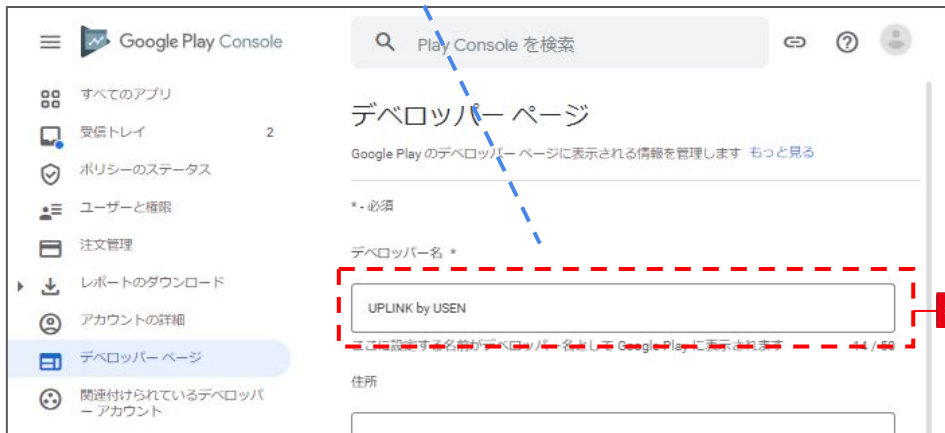 Google Play Console
Play Console を検索
すべてのアプリ
受信トレイ 2
ポリシーのステータス
ユーザーと権限
注文管理
レポートのダウンロード
アカウントの詳細
デベロッパー ページ
関連付けられているデベロッパ
ー アカウント
デベロッパー ページ
Google Play のデベロッパー ページに表示される情報を管理します もっと見る
* - 必須
デベロッパー名 *
UPLINK by USEN
ここに設定する名前がデベロッパー名として Google Play に表示されます 14 / 50
住所